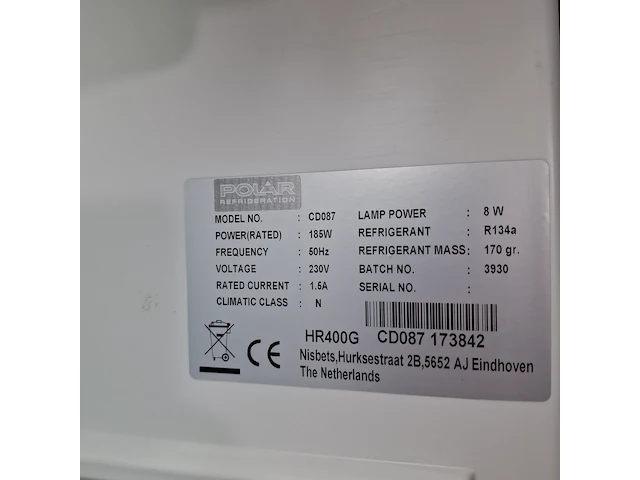 POLAR
REFRIGERATION
MODEL NO. : CD087 LAMP POWER : 8 W
POWER(RATED) : 185W REFRIGERANT : R134a
FREQUENCY : 50Hz REFRIGERANT MASS: 170 gr.
VOLTAGE : 230V BATCH NO. : 3930
RATED CURRENT : 1.5A SERIAL NO. :
CLIMATIC CLASS : N
HR400G CD087 173842
CE
Nisbets,Hurksestraat 2B,5652 AJ Eindhoven
The Netherlands